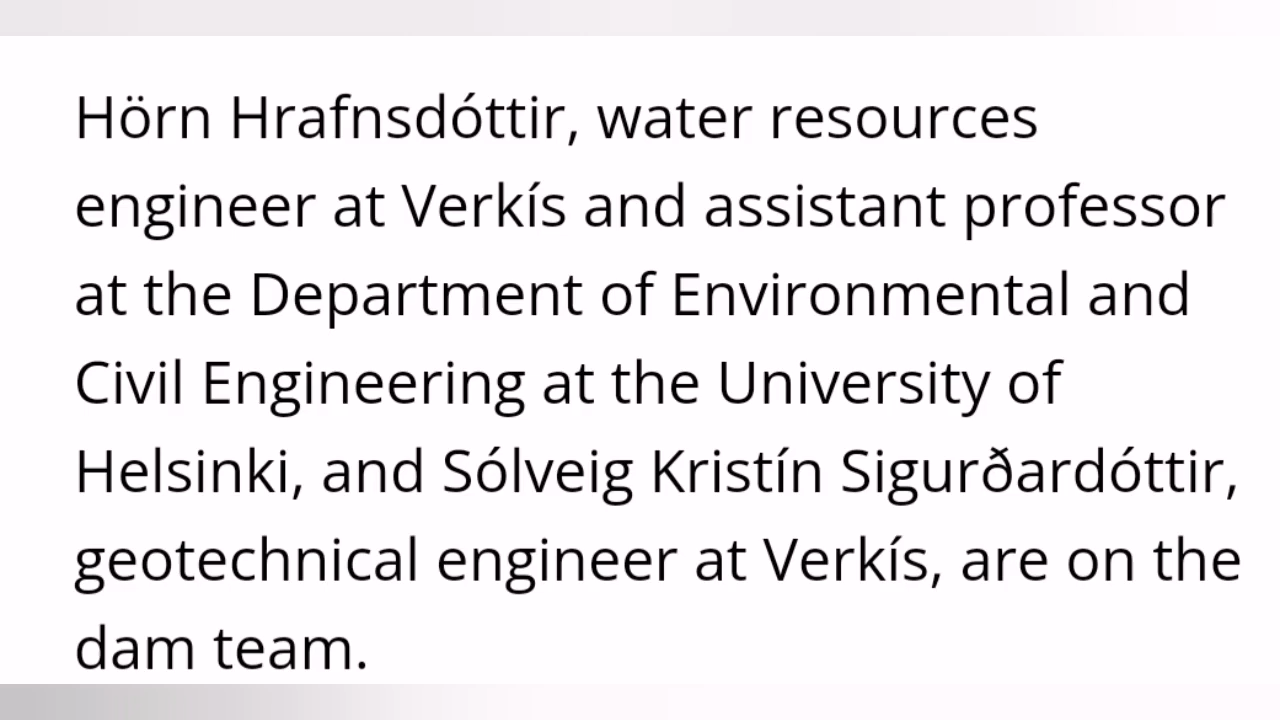 Hörn Hrafnsdóttir, water resources
engineer at Verkís and assistant professor
at the Department of Environmental and
Civil Engineering at the University of
Helsinki, and Sólveig Kristín Sigurðardóttir,
geotechnical engineer at Verkís, are on the
dam team.